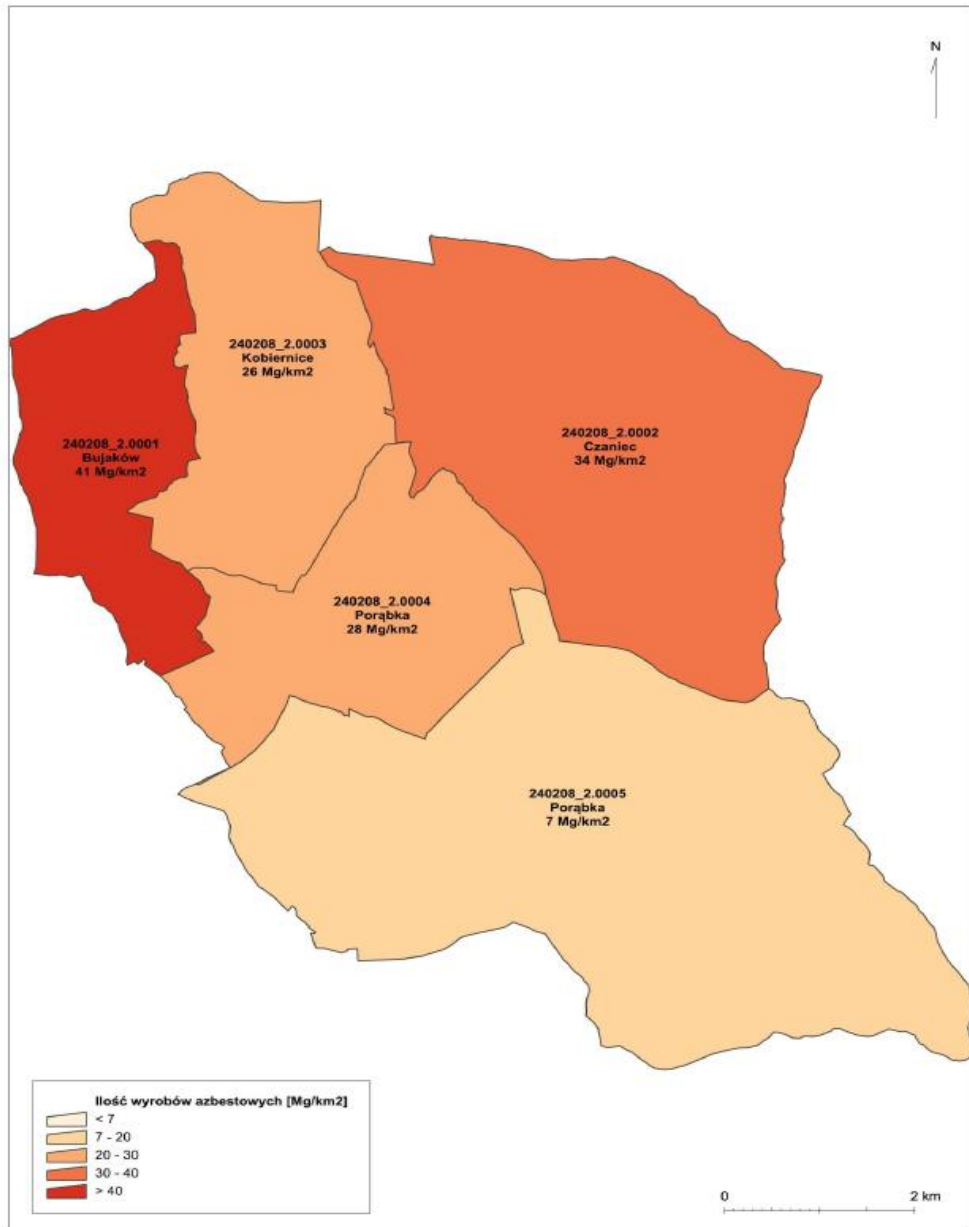 N
240208_2.0003
Kobiernice
26 Mg/km2
240208_2.0001
Bujaków
41 Mg/km2
240208_2.0002
Czaniec
34 Mg/km2
240208_2.0004
Porąbka
28 Mg/km2
240208_2.0005
Porąbka
7 Mg/km2
Ilość wyrobów azbestowych [Mg/km2]
< 7
7 - 20
20 - 30
30 - 40
> 40
0 2 km